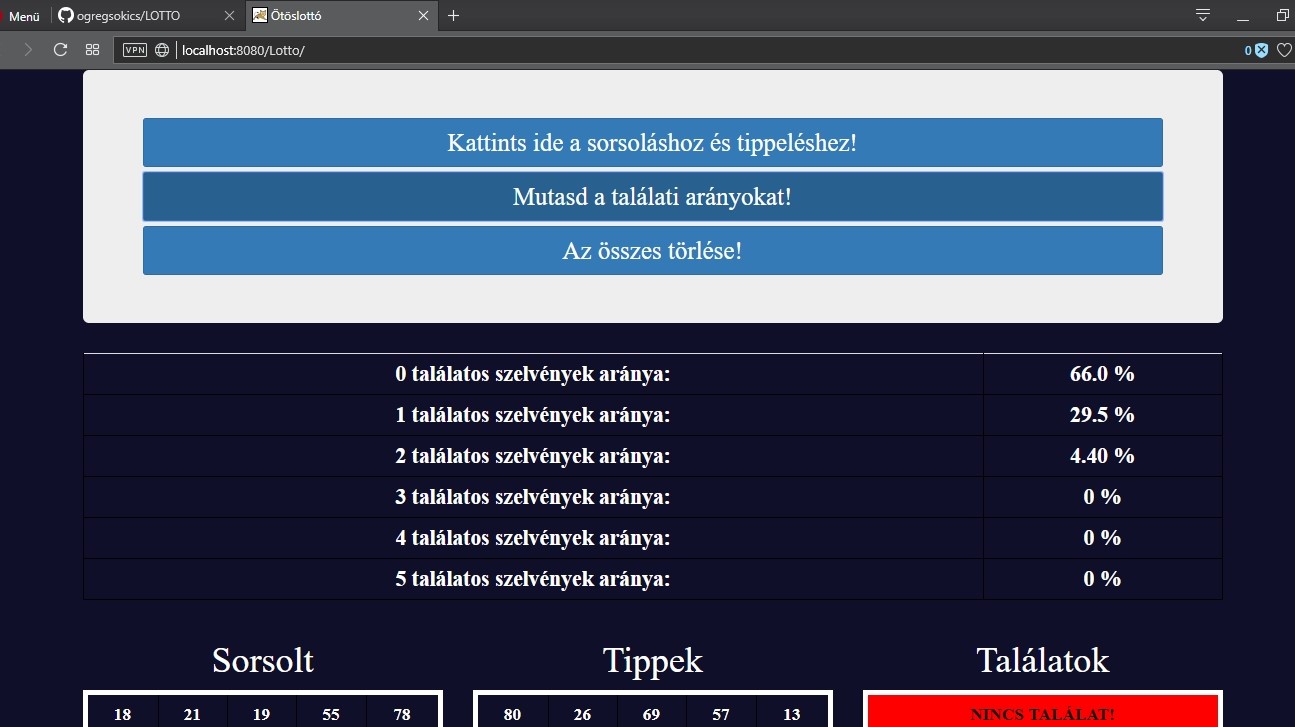 Menü ogregsokics/LOTTO Ötöslottó
VPN localhost:8080/Lotto/ 0
Kattints ide a sorsoláshoz és tippeléshez!
Mutasd a találati arányokat!
Az összes törlése!
0 találatos szelvények aránya: 66.0 %
1 találatos szelvények aránya: 29.5 %
2 találatos szelvények aránya: 4.40 %
3 találatos szelvények aránya: 0 %
4 találatos szelvények aránya: 0 %
5 találatos szelvények aránya: 0 %
Sorsolt Tippek Találatok
18 21 19 55 78 80 26 69 57 13 NINCS TALÁLAT!